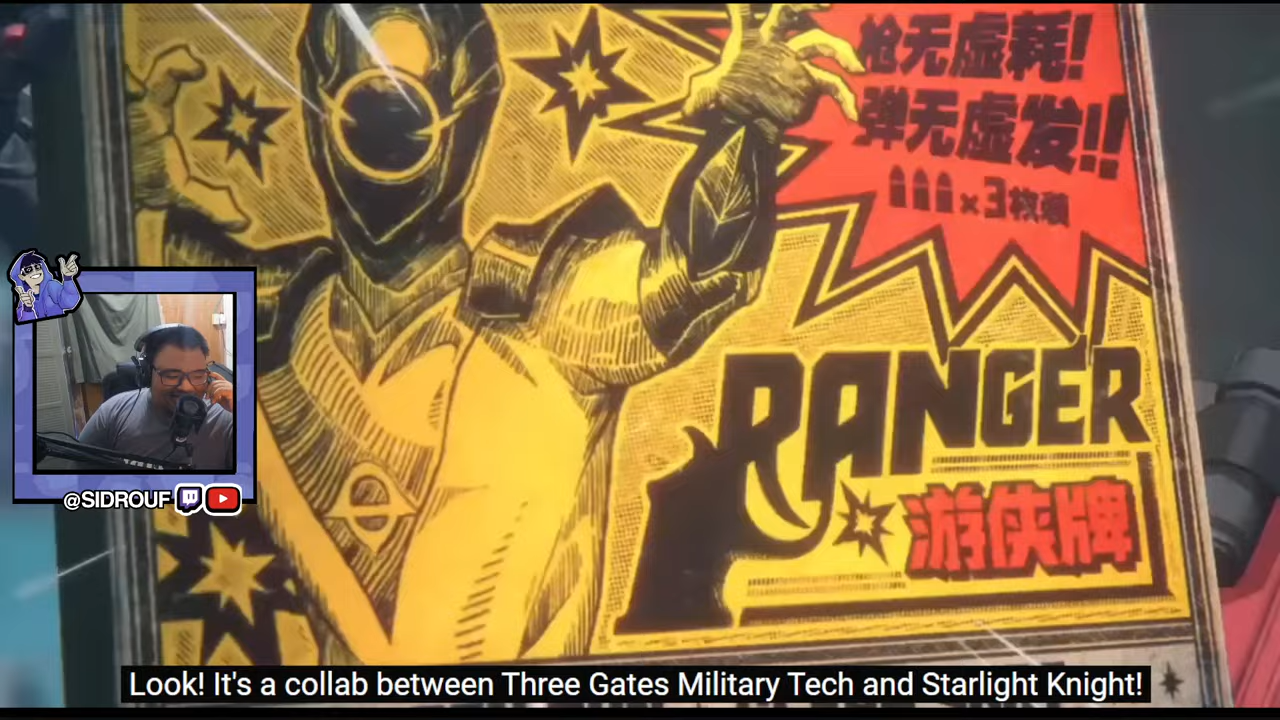 枪无虚耗!
弹无虚发!!
×3枚装
RANGER
游侠牌
@SIDROUF
Look! It's a collab between Three Gates Military Tech and Starlight Knight!